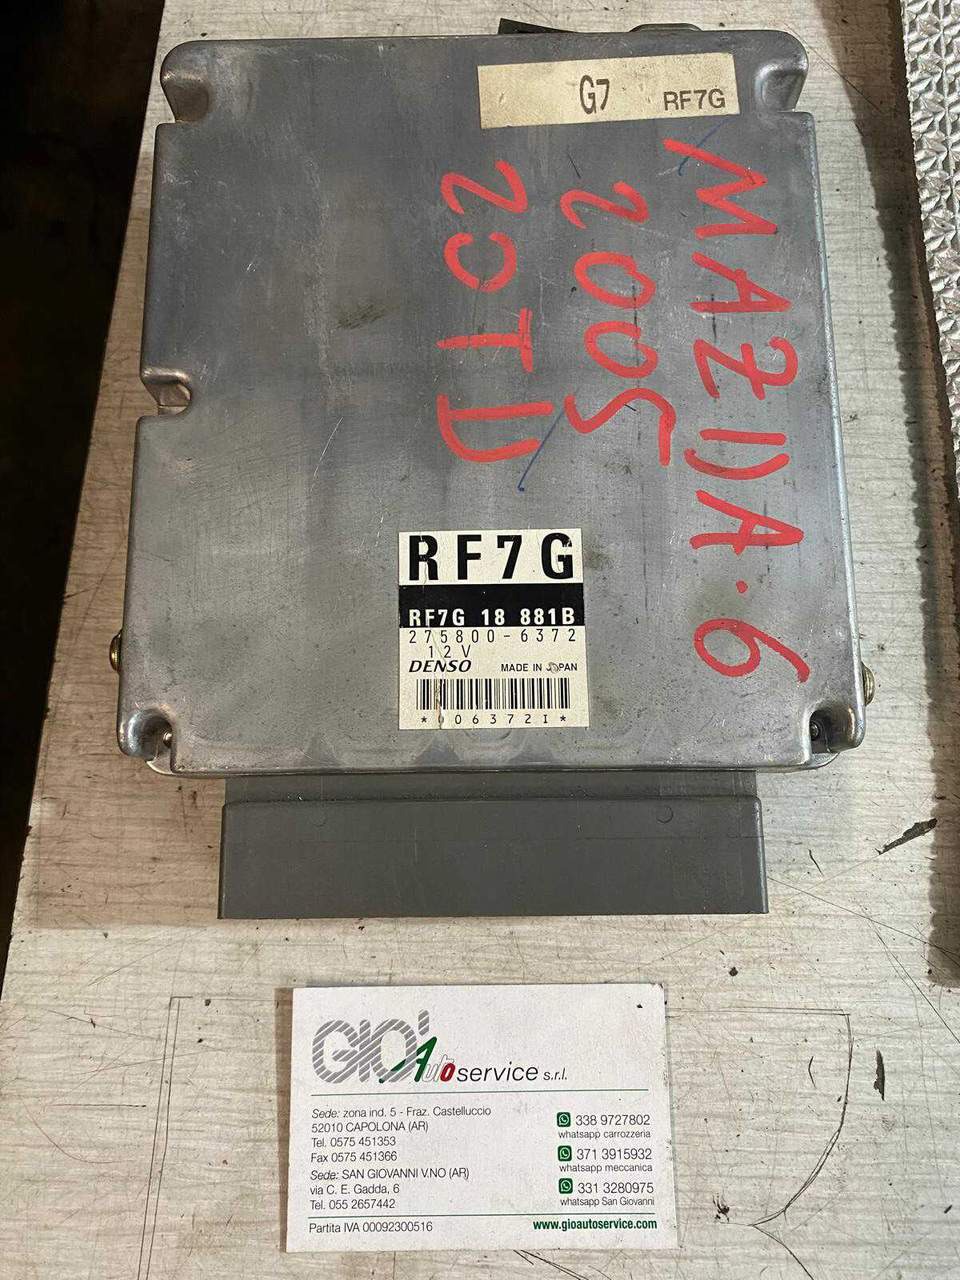 G7 RF7G
MAZDA.6
2005
20TD
RF7G
RF7G 18 881B
275800-6372
12V
DENSO MADE IN JAPAN
*006372I*
GIO' Autoservice s.r.l.
Sede: zona ind. 5 - Fraz. Castelluccio
52010 CAPOLONA (AR)
Tel. 0575 451353
Fax 0575 451366
Sede: SAN GIOVANNI V.NO (AR)
via C. E. Gadda, 6
Tel. 055 2657442
Partita IVA 00092300516
338 9727802
whatsapp carrozzeria
371 3915932
whatsapp meccanica
331 3280975
whatsapp San Giovanni
www.gioautoservice.com